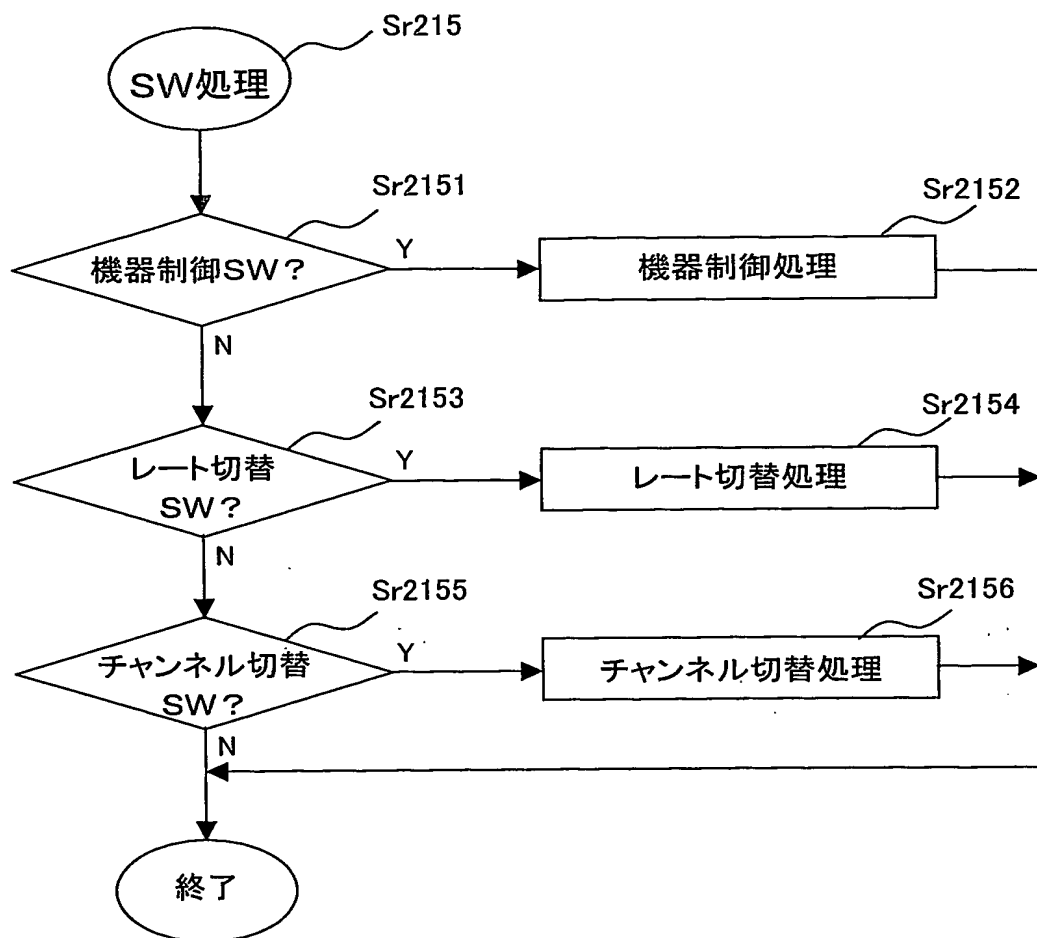 Sr215
SW処理
Sr2151
機器制御SW?
Y
Sr2152
機器制御処理
N
Sr2153
レート切替
SW?
Y
Sr2154
レート切替処理
N
Sr2155
チャンネル切替
SW?
Y
Sr2156
チャンネル切替処理
N
終了